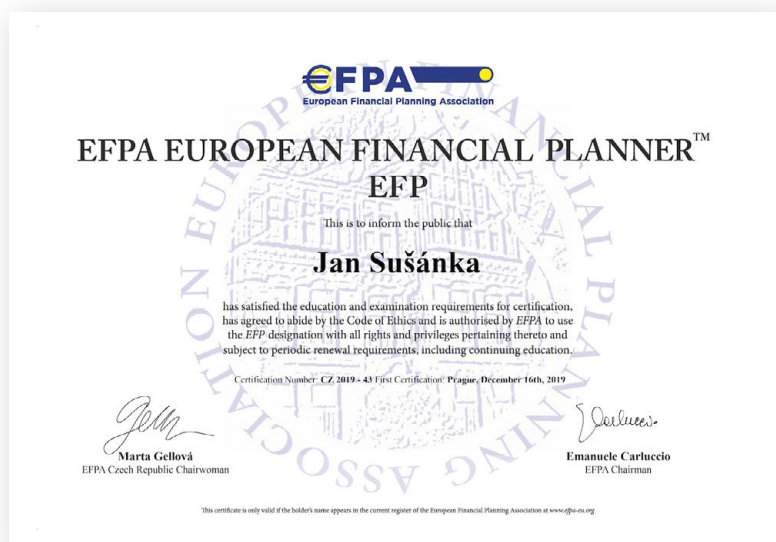 €FPA
European Financial Planning Association
EFPA EUROPEAN FINANCIAL PLANNER™
EFP
This is to inform the public that
Jan Sušánka
has satisfied the education and examination requirements for certification,
has agreed to abide by the Code of Ethics and is authorised by EFPA to use
the EFP designation with all rights and privileges pertaining thereto and
subject to periodic renewal requirements, including continuing education.
Certification Number: CZ 2019 - 43 First Certification: Prague, December 16th, 2019
Marta Gellová
EFPA Czech Republic Chairwoman
Emanuele Carluccio
EFPA Chairman
This certificate is only valid if the holder's name appears in the current register of the European Financial Planning Association at www.efpa-eu.org
EUROPEAN FINANCIAL PLANNING ASSOCIATION